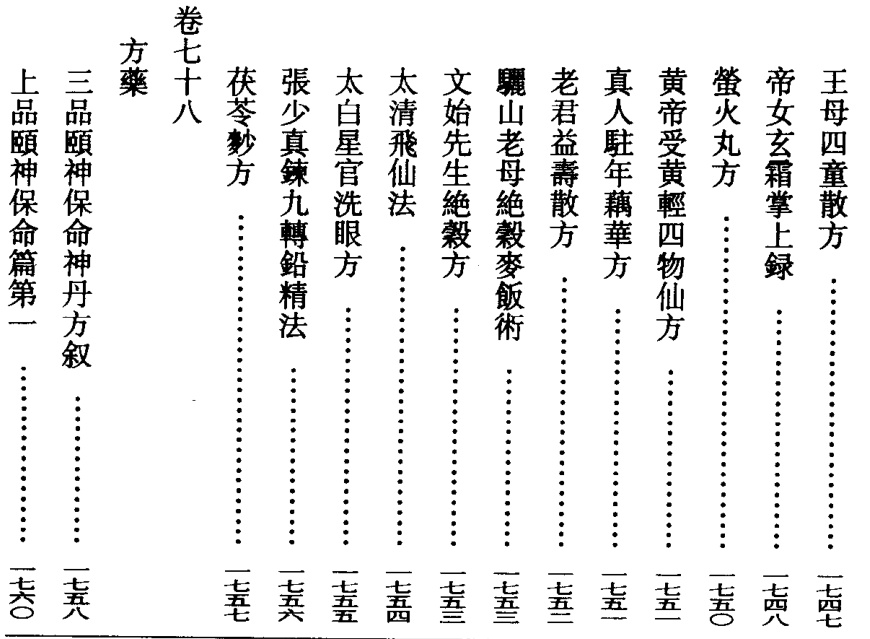 王母四童散方……一七四七
帝女玄霜掌上録……一七四八
螢火丸方……一七五〇
黄帝受黄輕四物仙方……一七五一
真人駐年藕華方……一七五一
老君益壽散方……一七五二
驪山老母絶穀麥飯術……一七五三
文始先生絶穀方……一七五三
太清飛仙法……一七五四
太白星官洗眼方……一七五五
張少真鍊九轉鉛精法……一七五六
茯苓麨方……一七五七
卷七十八
方藥
三品頤神保命神丹方叙……一七五八
上品頤神保命篇第一……一七六〇